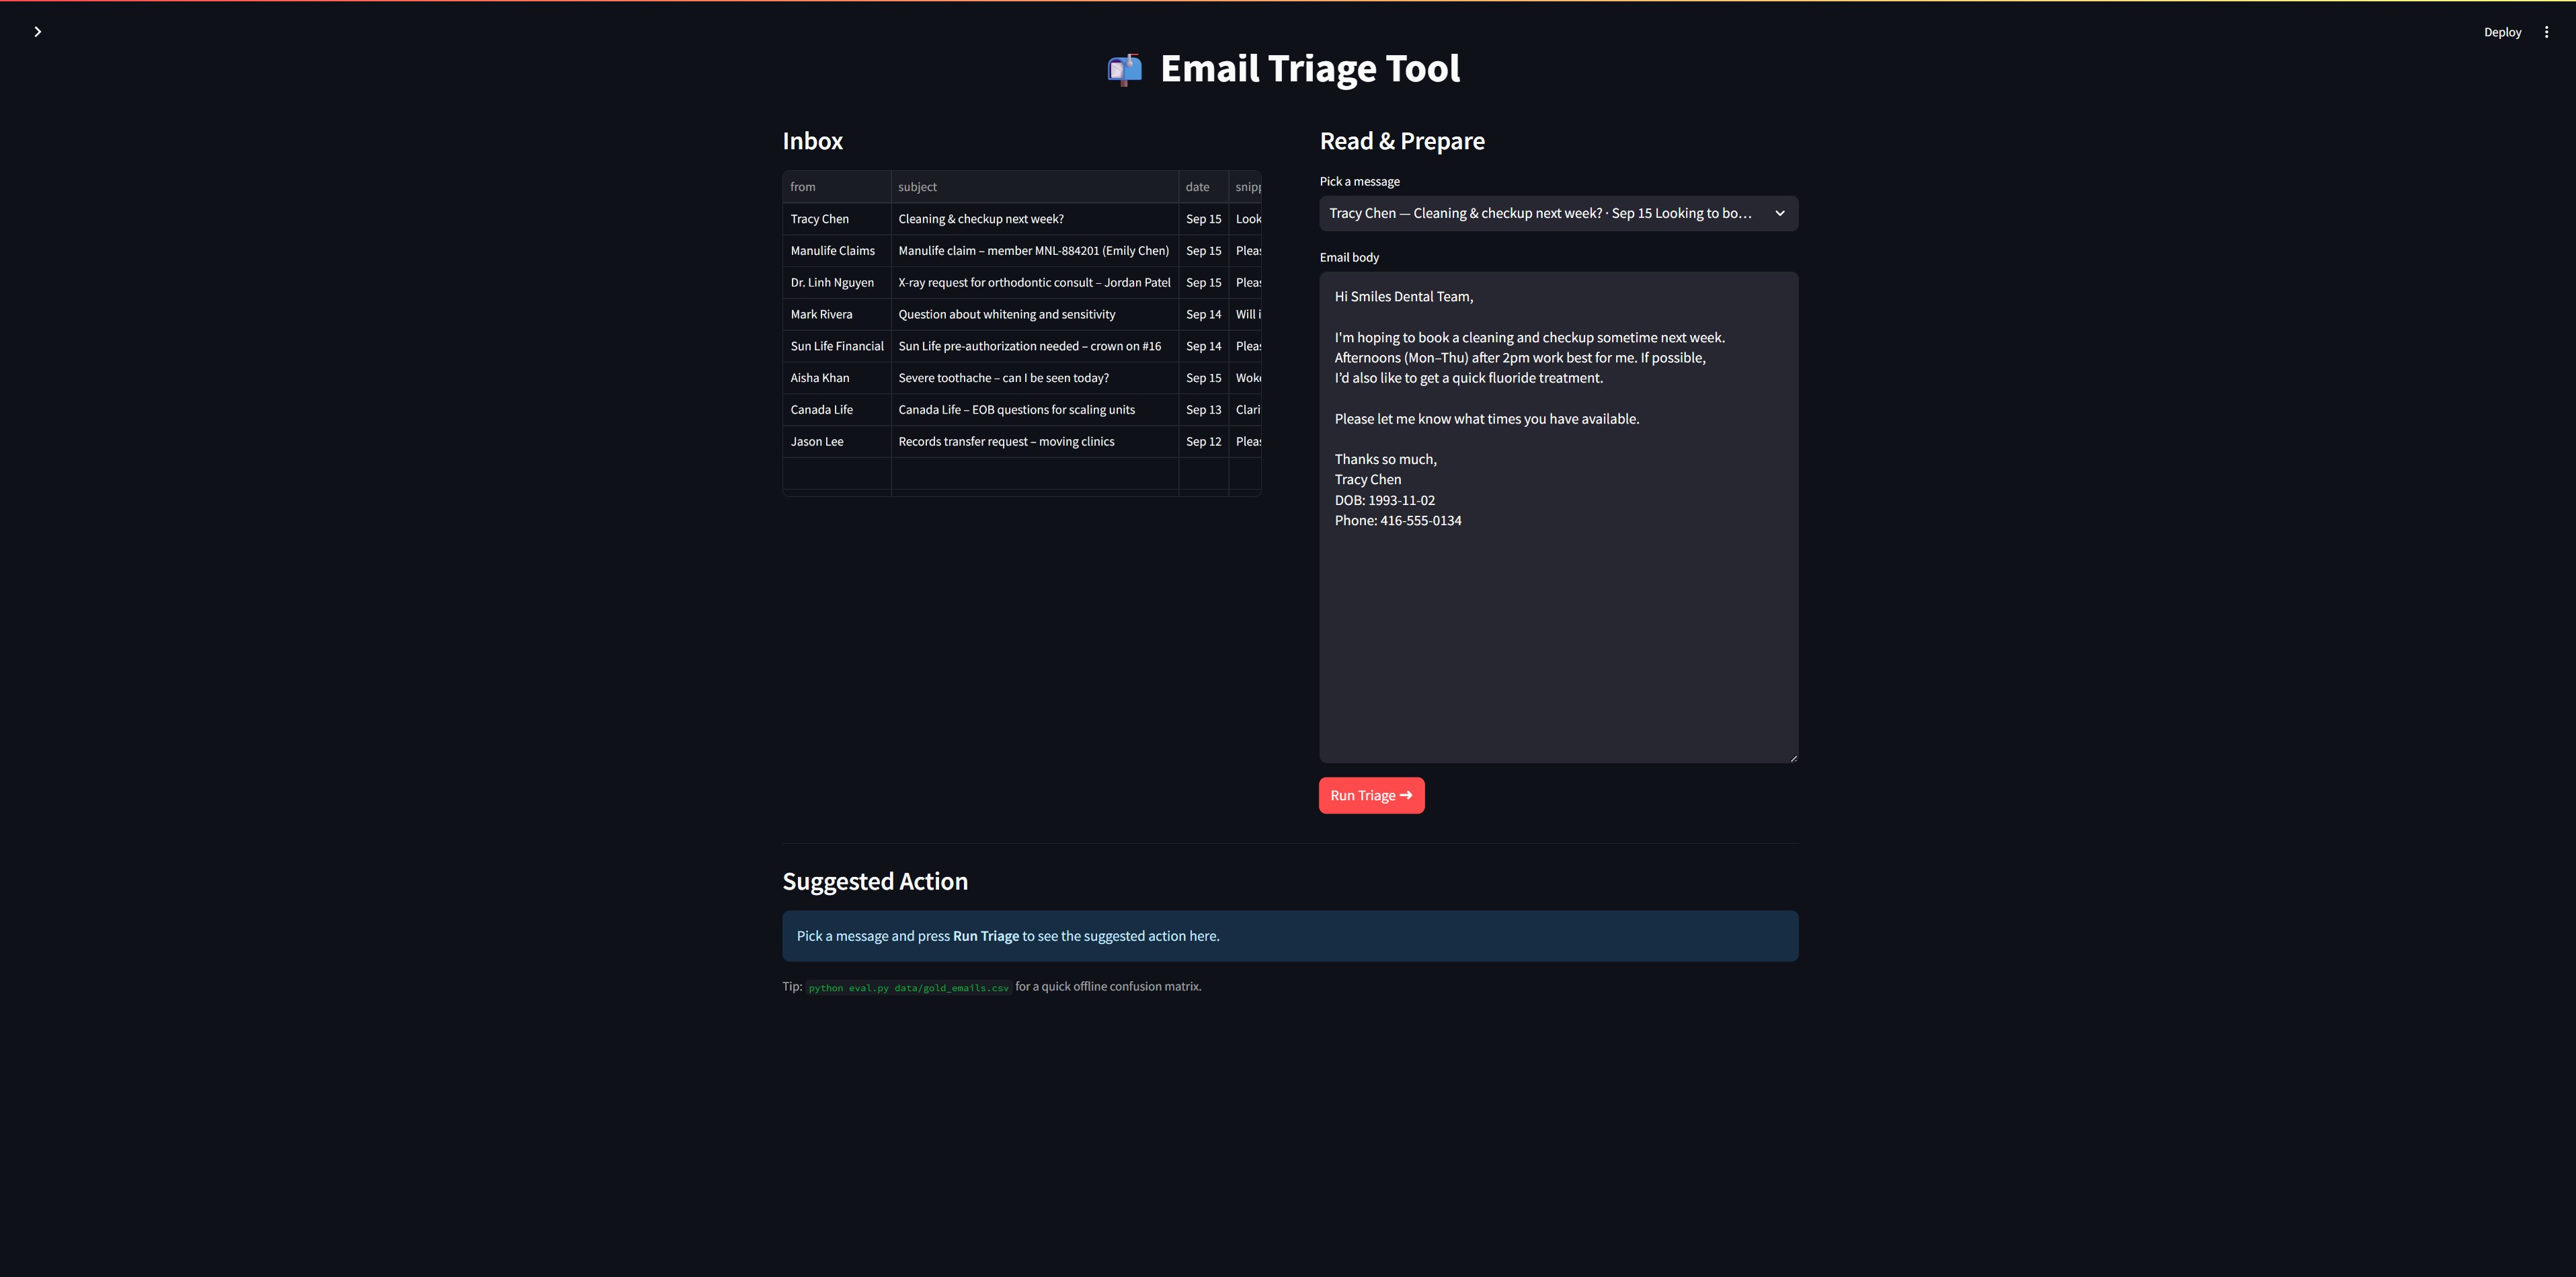 Deploy
Email Triage Tool
Inbox
from subject date snipp
Tracy Chen Cleaning & checkup next week? Sep 15 Look
Manulife Claims Manulife claim – member MNL-884201 (Emily Chen) Sep 15 Pleas
Dr. Linh Nguyen X-ray request for orthodontic consult – Jordan Patel Sep 15 Pleas
Mark Rivera Question about whitening and sensitivity Sep 14 Will i
Sun Life Financial Sun Life pre-authorization needed – crown on #16 Sep 14 Pleas
Aisha Khan Severe toothache – can I be seen today? Sep 15 Woke
Canada Life Canada Life – EOB questions for scaling units Sep 13 Clari
Jason Lee Records transfer request – moving clinics Sep 12 Pleas
Read & Prepare
Pick a message
Tracy Chen — Cleaning & checkup next week? · Sep 15 Looking to bo…
Email body
Hi Smiles Dental Team,
I'm hoping to book a cleaning and checkup sometime next week.
Afternoons (Mon–Thu) after 2pm work best for me. If possible,
I’d also like to get a quick fluoride treatment.
Please let me know what times you have available.
Thanks so much,
Tracy Chen
DOB: 1993-11-02
Phone: 416-555-0134
Run Triage ➜
Suggested Action
Pick a message and press Run Triage to see the suggested action here.
Tip: python eval.py data/gold_emails.csv for a quick offline confusion matrix.